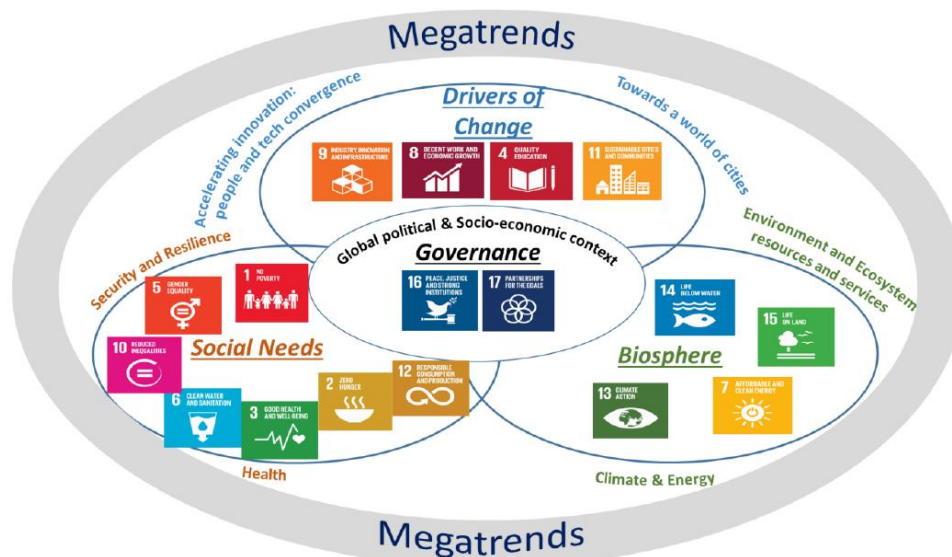 Megatrends
Accelerating innovation:
people and tech convergence
Towards a world of cities
Drivers of
Change
9 INDUSTRY, INNOVATION
AND INFRASTRUCTURE
8 DECENT WORK AND
ECONOMIC GROWTH
4 QUALITY
EDUCATION
11 SUSTAINABLE CITIES
AND COMMUNITIES
Global political & Socio-economic context
Governance
16 PEACE, JUSTICE
AND STRONG
INSTITUTIONS
17 PARTNERSHIPS
FOR THE GOALS
Security and Resilience
5 GENDER
EQUALITY
1 NO
POVERTY
10 REDUCED
INEQUALITIES
Social Needs
6 CLEAN WATER
AND SANITATION
3 GOOD HEALTH
AND WELL-BEING
2 ZERO
HUNGER
12 RESPONSIBLE
CONSUMPTION
AND PRODUCTION
Health
Environment and Ecosystem
resources and services
14 LIFE
BELOW WATER
15 LIFE
ON LAND
Biosphere
13 CLIMATE
ACTION
7 AFFORDABLE AND
CLEAN ENERGY
Climate & Energy
Megatrends